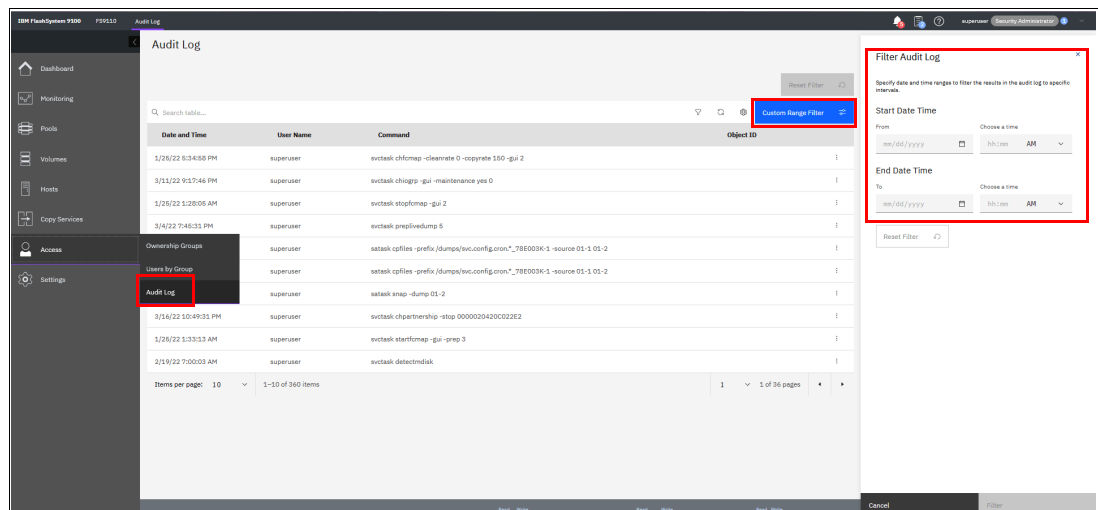 IBM FlashSystem 9100 FS9110 Audit Log
superuser Security Administrator
Audit Log
Dashboard
Monitoring
Pools
Volumes
Hosts
Copy Services
Access
Settings
Ownership Groups
Users by Group
Audit Log
Reset Filter
Search table...
Custom Range Filter
Date and Time User Name Command Object ID
1/25/22 5:34:58 PM superuser svctask chfcmap -cleanrate 0 -copyrate 150 -gui 2
3/11/22 9:17:46 PM superuser svctask chiogrp -gui -maintenance yes 0
1/25/22 1:28:05 AM superuser svctask stopfcmap -gui 2
3/4/22 7:45:31 PM superuser svctask preplivedump 5
superuser satask cpfiles -prefix /dumps/svc.config.cron.*_78E003K-1 -source 01-1 01-2
superuser satask cpfiles -prefix /dumps/svc.config.cron.*_78E003K-1 -source 01-1 01-2
superuser satask snap -dump 01-2
3/16/22 10:49:31 PM superuser svctask chpartnership -stop 0000020420C022E2
1/25/22 1:33:13 AM superuser svctask startfcmap -gui -prep 3
2/19/22 7:00:03 AM superuser svctask detectmdisk
Items per page: 10 1–10 of 360 items 1 1 of 36 pages
Filter Audit Log
Specify date and time ranges to filter the results in the audit log to specific
intervals.
Start Date Time
From Choose a time
mm/dd/yyyy hh:mm AM
End Date Time
To Choose a time
mm/dd/yyyy hh:mm AM
Reset Filter
Cancel Filter